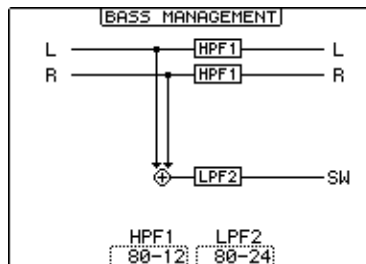 BASS MANAGEMENT
L HPF1 L
R HPF1 R
LPF2 SW
HPF1 LPF2
80-12 80-24